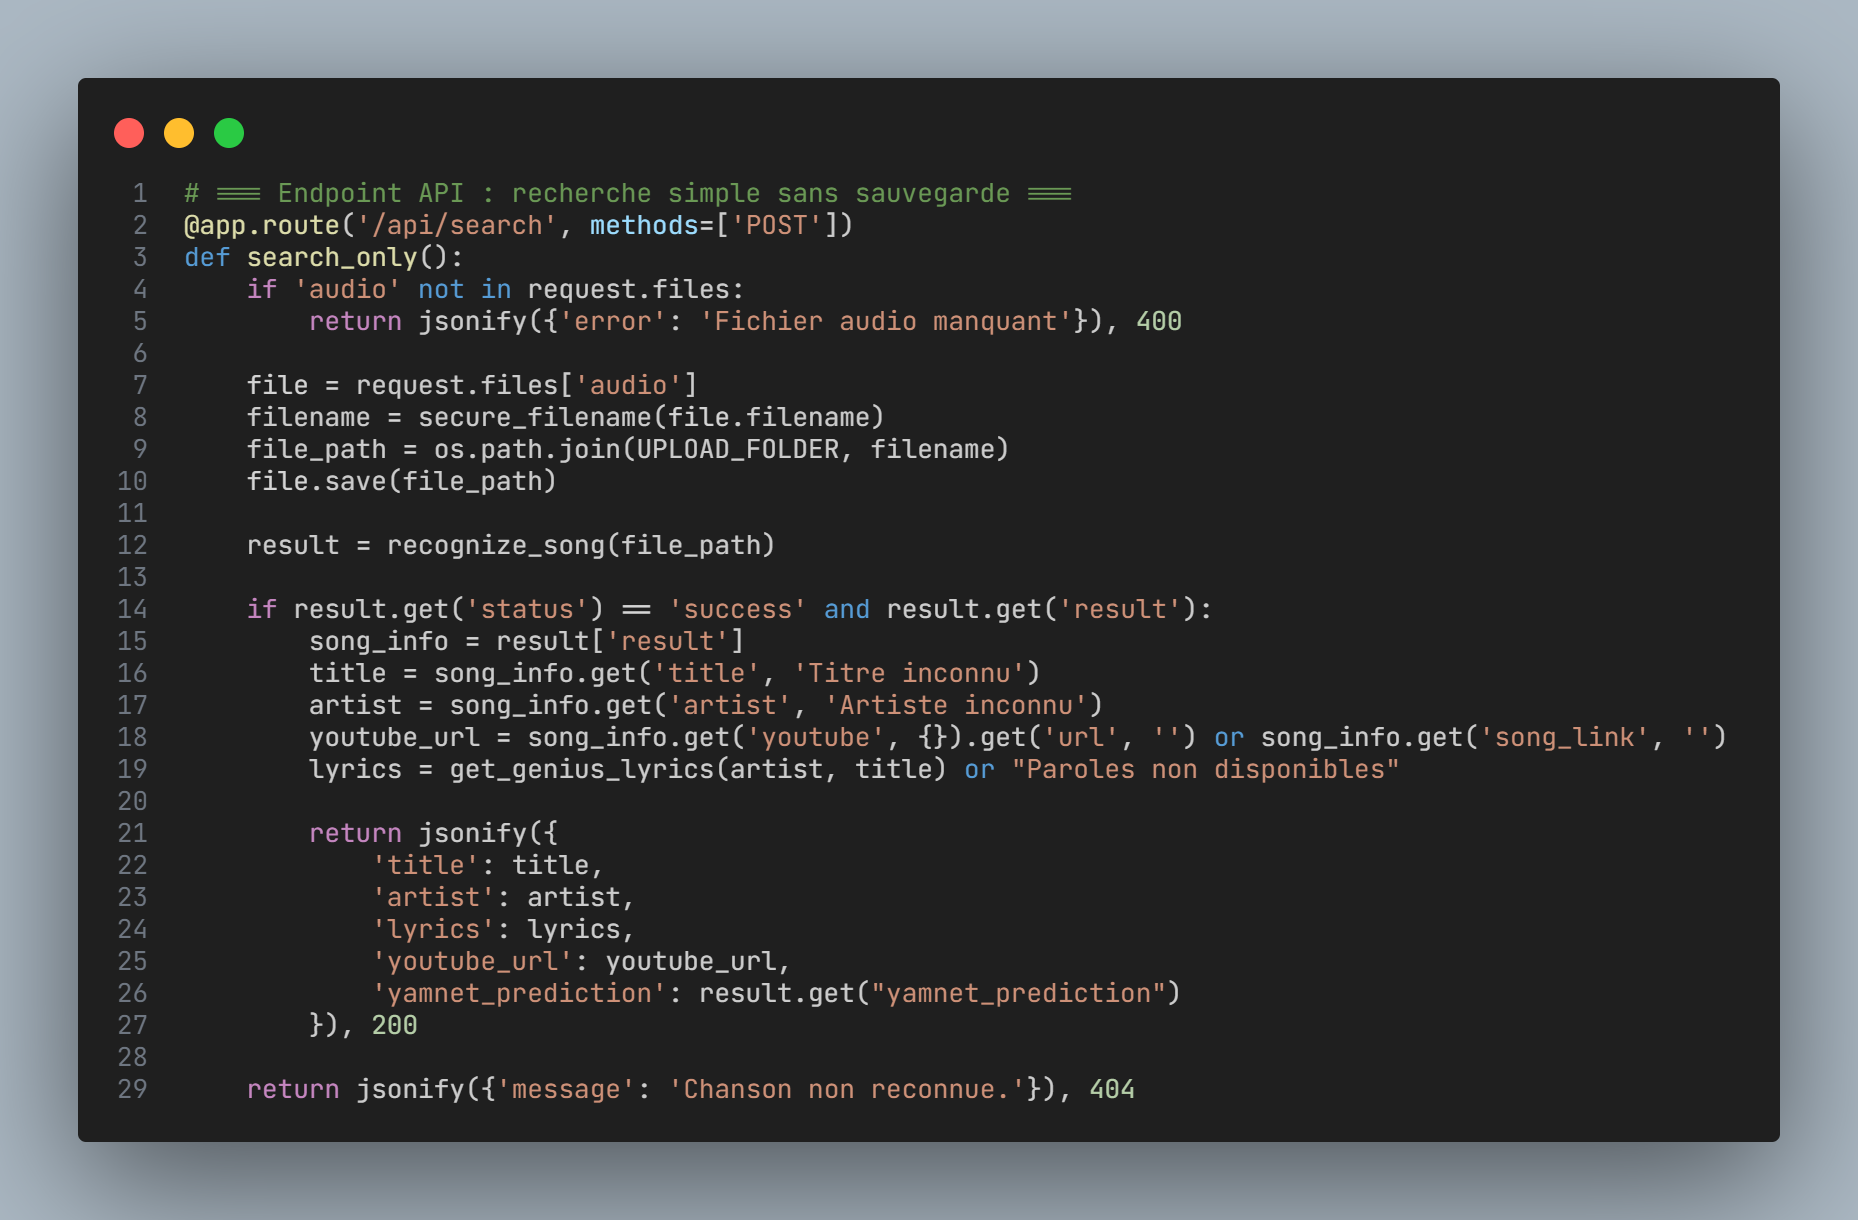 1 # === Endpoint API : recherche simple sans sauvegarde ===
2 @app.route('/api/search', methods=['POST'])
3 def search_only():
4     if 'audio' not in request.files:
5         return jsonify({'error': 'Fichier audio manquant'}), 400
6
7     file = request.files['audio']
8     filename = secure_filename(file.filename)
9     file_path = os.path.join(UPLOAD_FOLDER, filename)
10     file.save(file_path)
11
12     result = recognize_song(file_path)
13
14     if result.get('status') == 'success' and result.get('result'):
15         song_info = result['result']
16         title = song_info.get('title', 'Titre inconnu')
17         artist = song_info.get('artist', 'Artiste inconnu')
18         youtube_url = song_info.get('youtube', {}).get('url', '') or song_info.get('song_link', '')
19         lyrics = get_genius_lyrics(artist, title) or "Paroles non disponibles"
20
21         return jsonify({
22             'title': title,
23             'artist': artist,
24             'lyrics': lyrics,
25             'youtube_url': youtube_url,
26             'yamnet_prediction': result.get("yamnet_prediction")
27         }), 200
28
29     return jsonify({'message': 'Chanson non reconnue.'}), 404